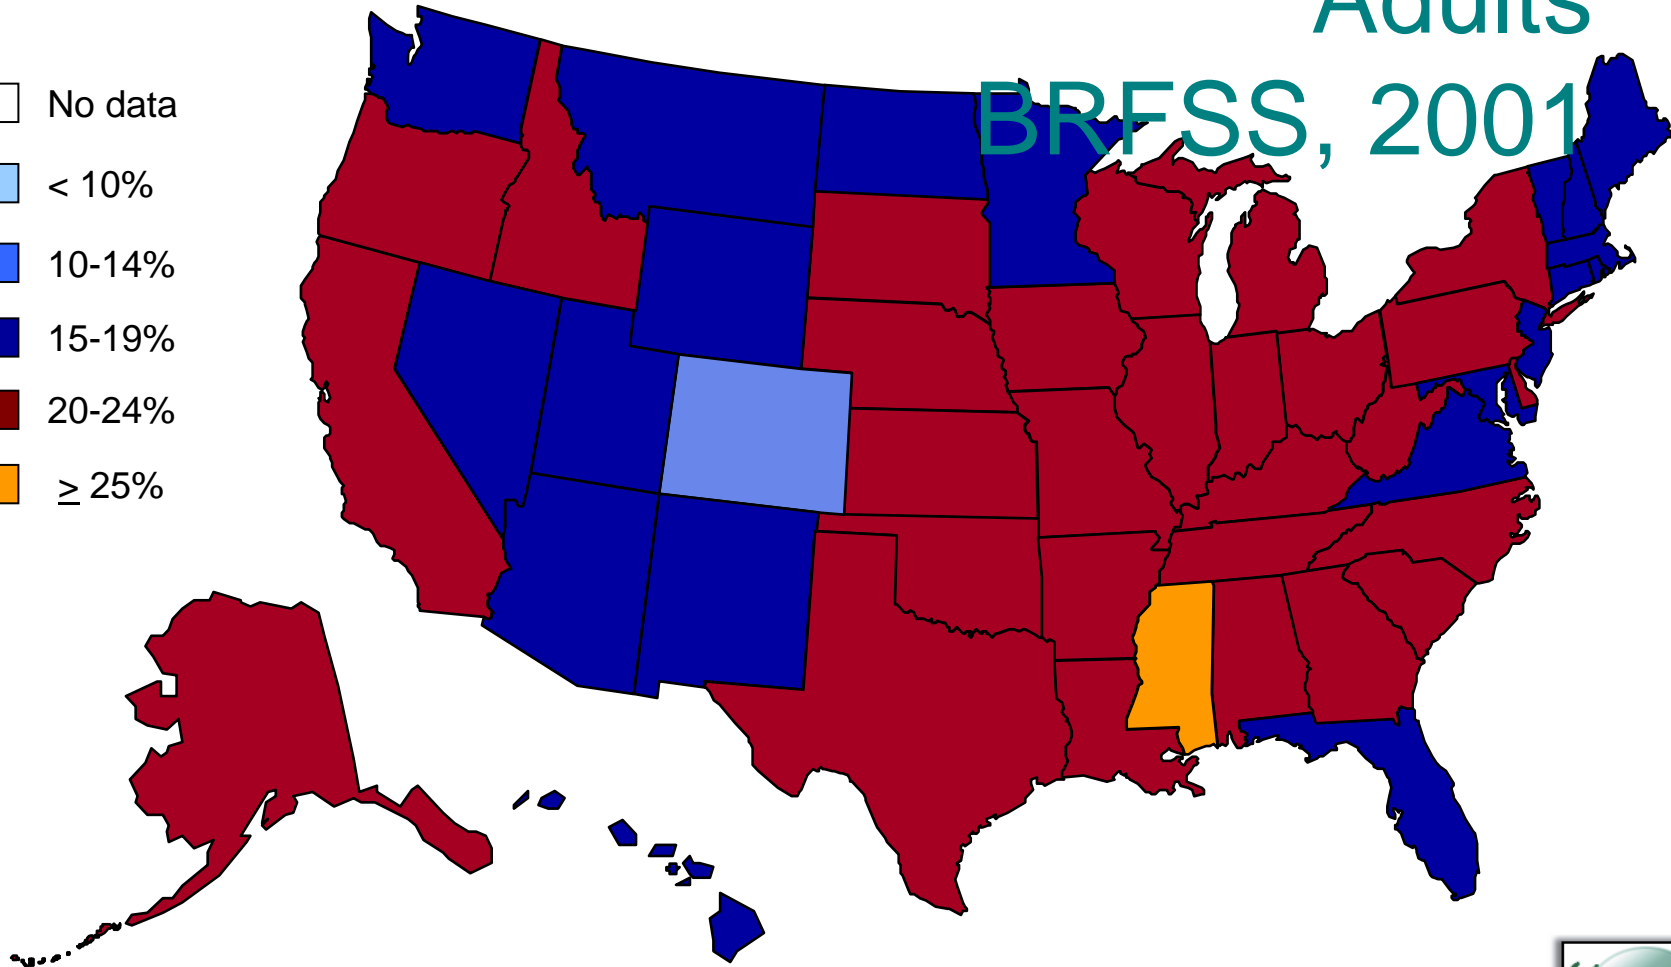 Adults
BRFSS, 2001
No data
< 10%
10-14%
15-19%
20-24%
≥ 25%